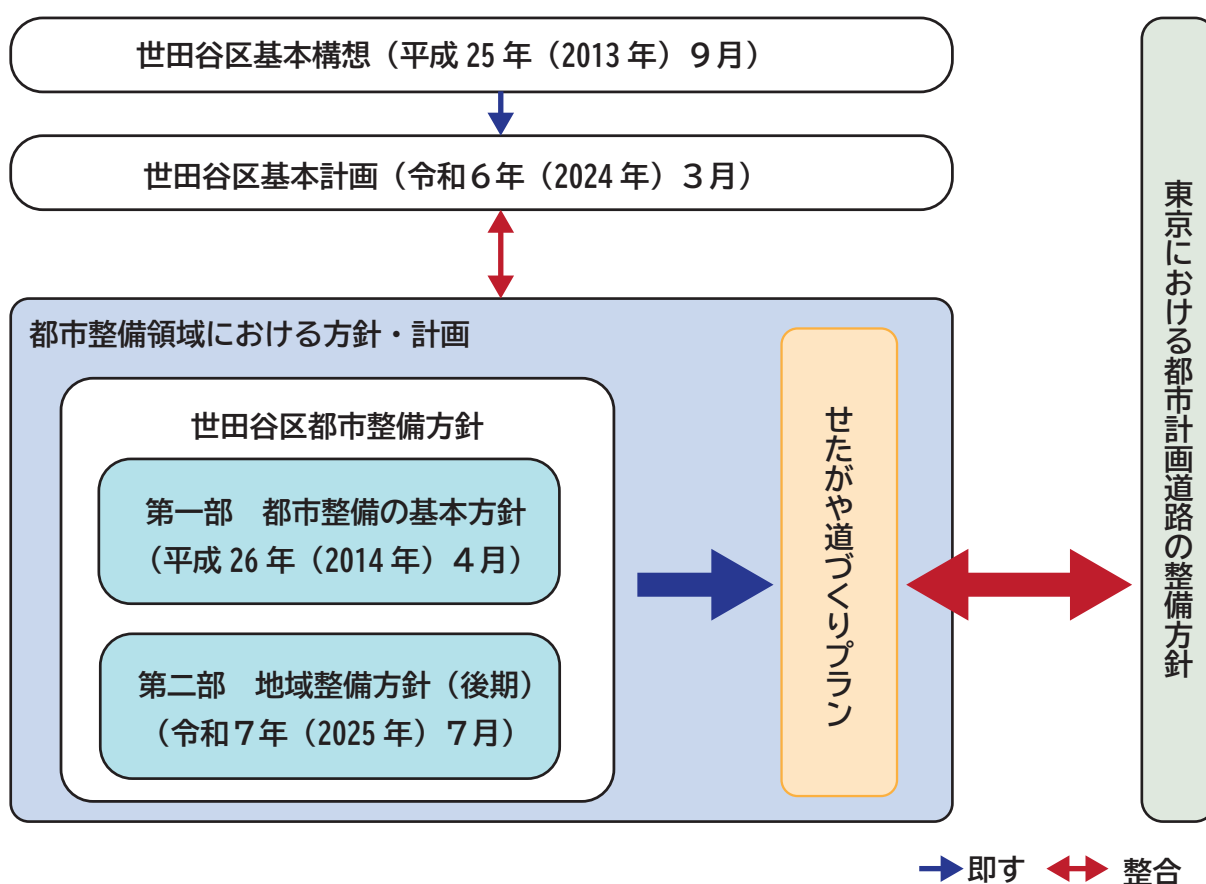 世田谷区基本構想（平成 25 年（2013 年）９月）
世田谷区基本計画（令和６年（2024 年）３月）
都市整備領域における方針・計画
世田谷区都市整備方針
第一部　都市整備の基本方針
（平成 26 年（2014 年）４月）
第二部　地域整備方針（後期）
（令和７年（2025 年）７月）
せたがや道づくりプラン
東京における都市計画道路の整備方針
即す
整合